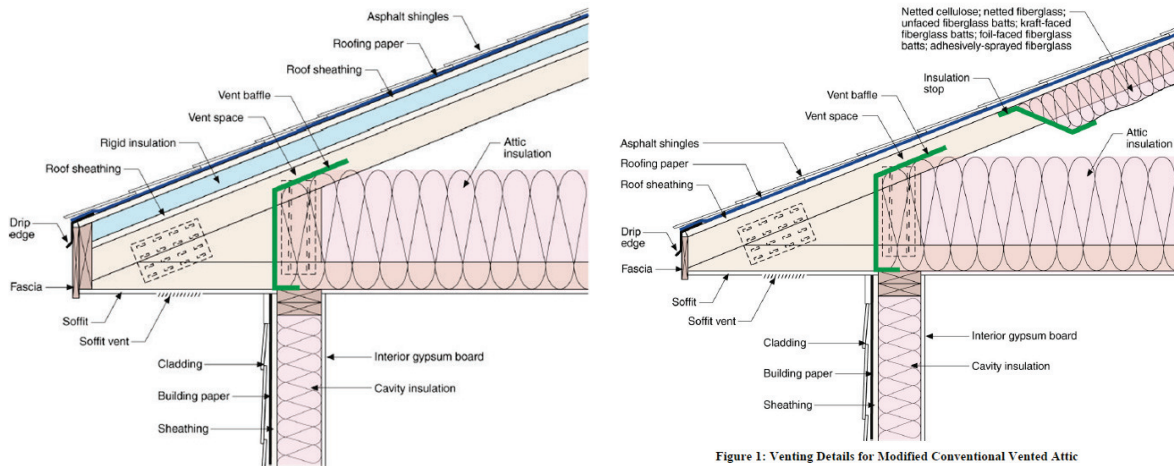 Asphalt shingles
Roofing paper
Roof sheathing
Vent baffle
Vent space
Rigid insulation
Roof sheathing
Attic
insulation
Drip
edge
Fascia
Soffit
Soffit vent
Cladding
Building paper
Sheathing
Interior gypsum board
Cavity insulation
Netted cellulose; netted fiberglass;
unfaced fiberglass batts; kraft-faced
fiberglass batts; foil-faced fiberglass
batts; adhesively-sprayed fiberglass
Insulation
stop
Vent baffle
Vent space
Asphalt shingles
Roofing paper
Roof sheathing
Attic
insulation
Drip
edge
Fascia
Soffit
Soffit vent
Cladding
Building paper
Sheathing
Interior gypsum board
Cavity insulation
Figure 1: Venting Details for Modified Conventional Vented Attic